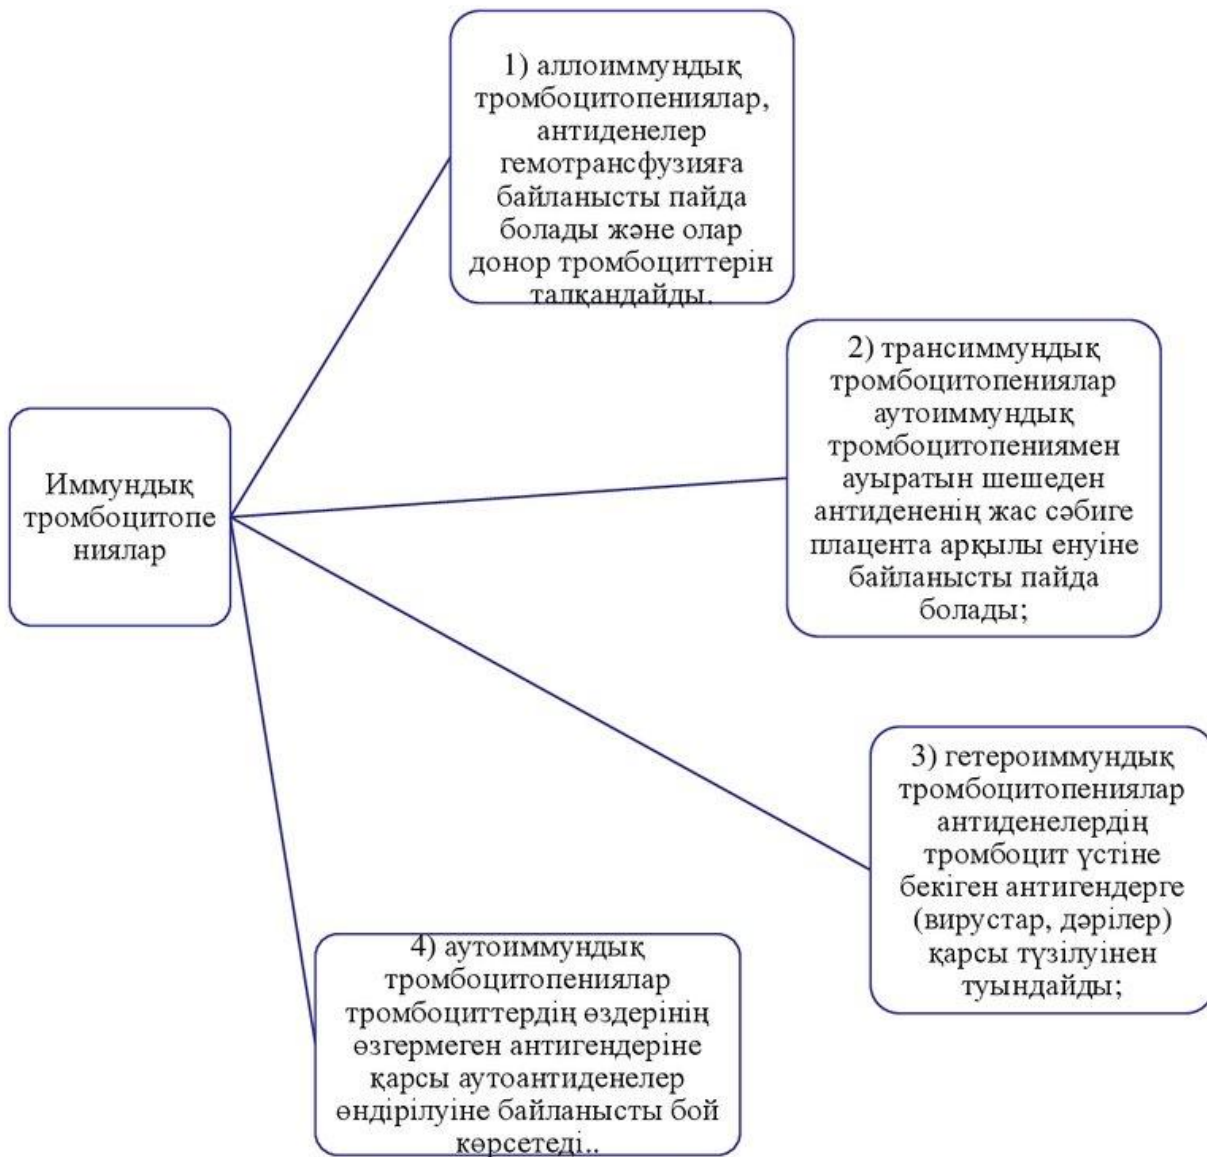 1) аллоиммундық
тромбоцитопениялар,
антиденелер
гемотрансфузияға
байланысты пайда
болады және олар
донор тромбоциттерін
талқандайды.
2) трансиммундық
тромбоцитопениялар
аутоиммундық
тромбоцитопениямен
ауыратын шешеден
антидененің жас сәбиге
плацента арқылы енуіне
байланысты пайда
болады;
Иммундық
тромбоцитопе
ниялар
3) гетероиммундық
тромбоцитопениялар
антиденелердің
тромбоцит үстіне
бекіген антигендерге
(вирустар, дәрілер)
қарсы түзілуінен
туындайды;
4) аутоиммундық
тромбоцитопениялар
тромбоциттердің өздерінің
өзгермеген антигендеріне
қарсы аутоантиденелер
өндірілуіне байланысты бой
көрсетеді..